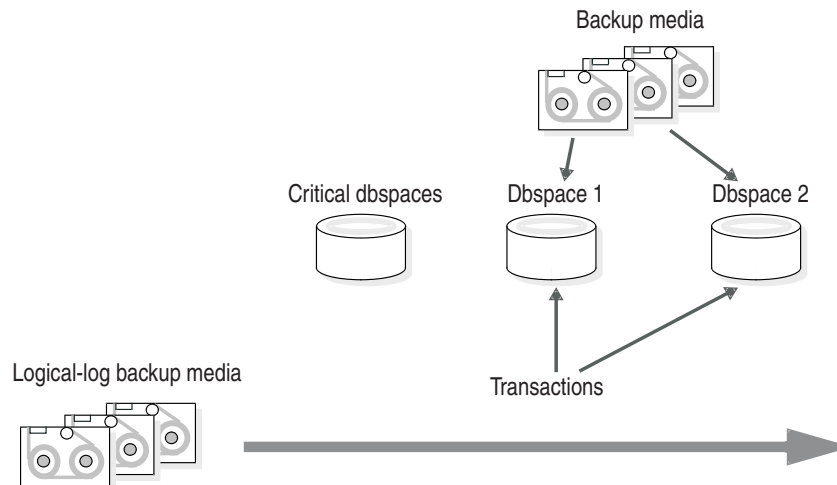 Backup media
Critical dbspaces
Dbspace 1
Dbspace 2
Logical-log backup media
Transactions